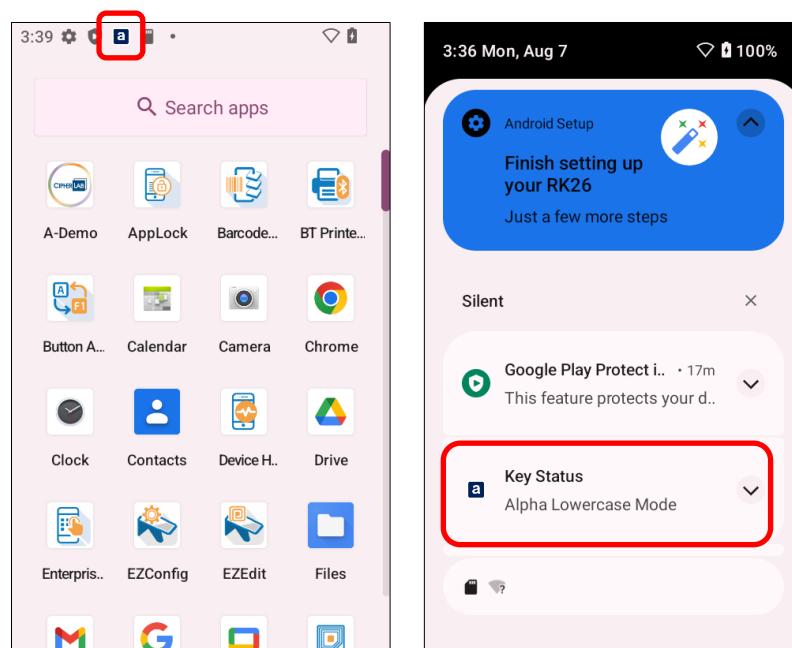 3:39 a
Search apps
CIPHERLAB
A-Demo AppLock Barcode... BT Printe...
A F1
Button A... Calendar Camera Chrome
Clock Contacts Device H.. Drive
Enterpris.. EZConfig EZEdit Files
3:36 Mon, Aug 7 100%
Android Setup
Finish setting up
your RK26
Just a few more steps
Silent
Google Play Protect i.. • 17m
This feature protects your d..
a
Key Status
Alpha Lowercase Mode
?